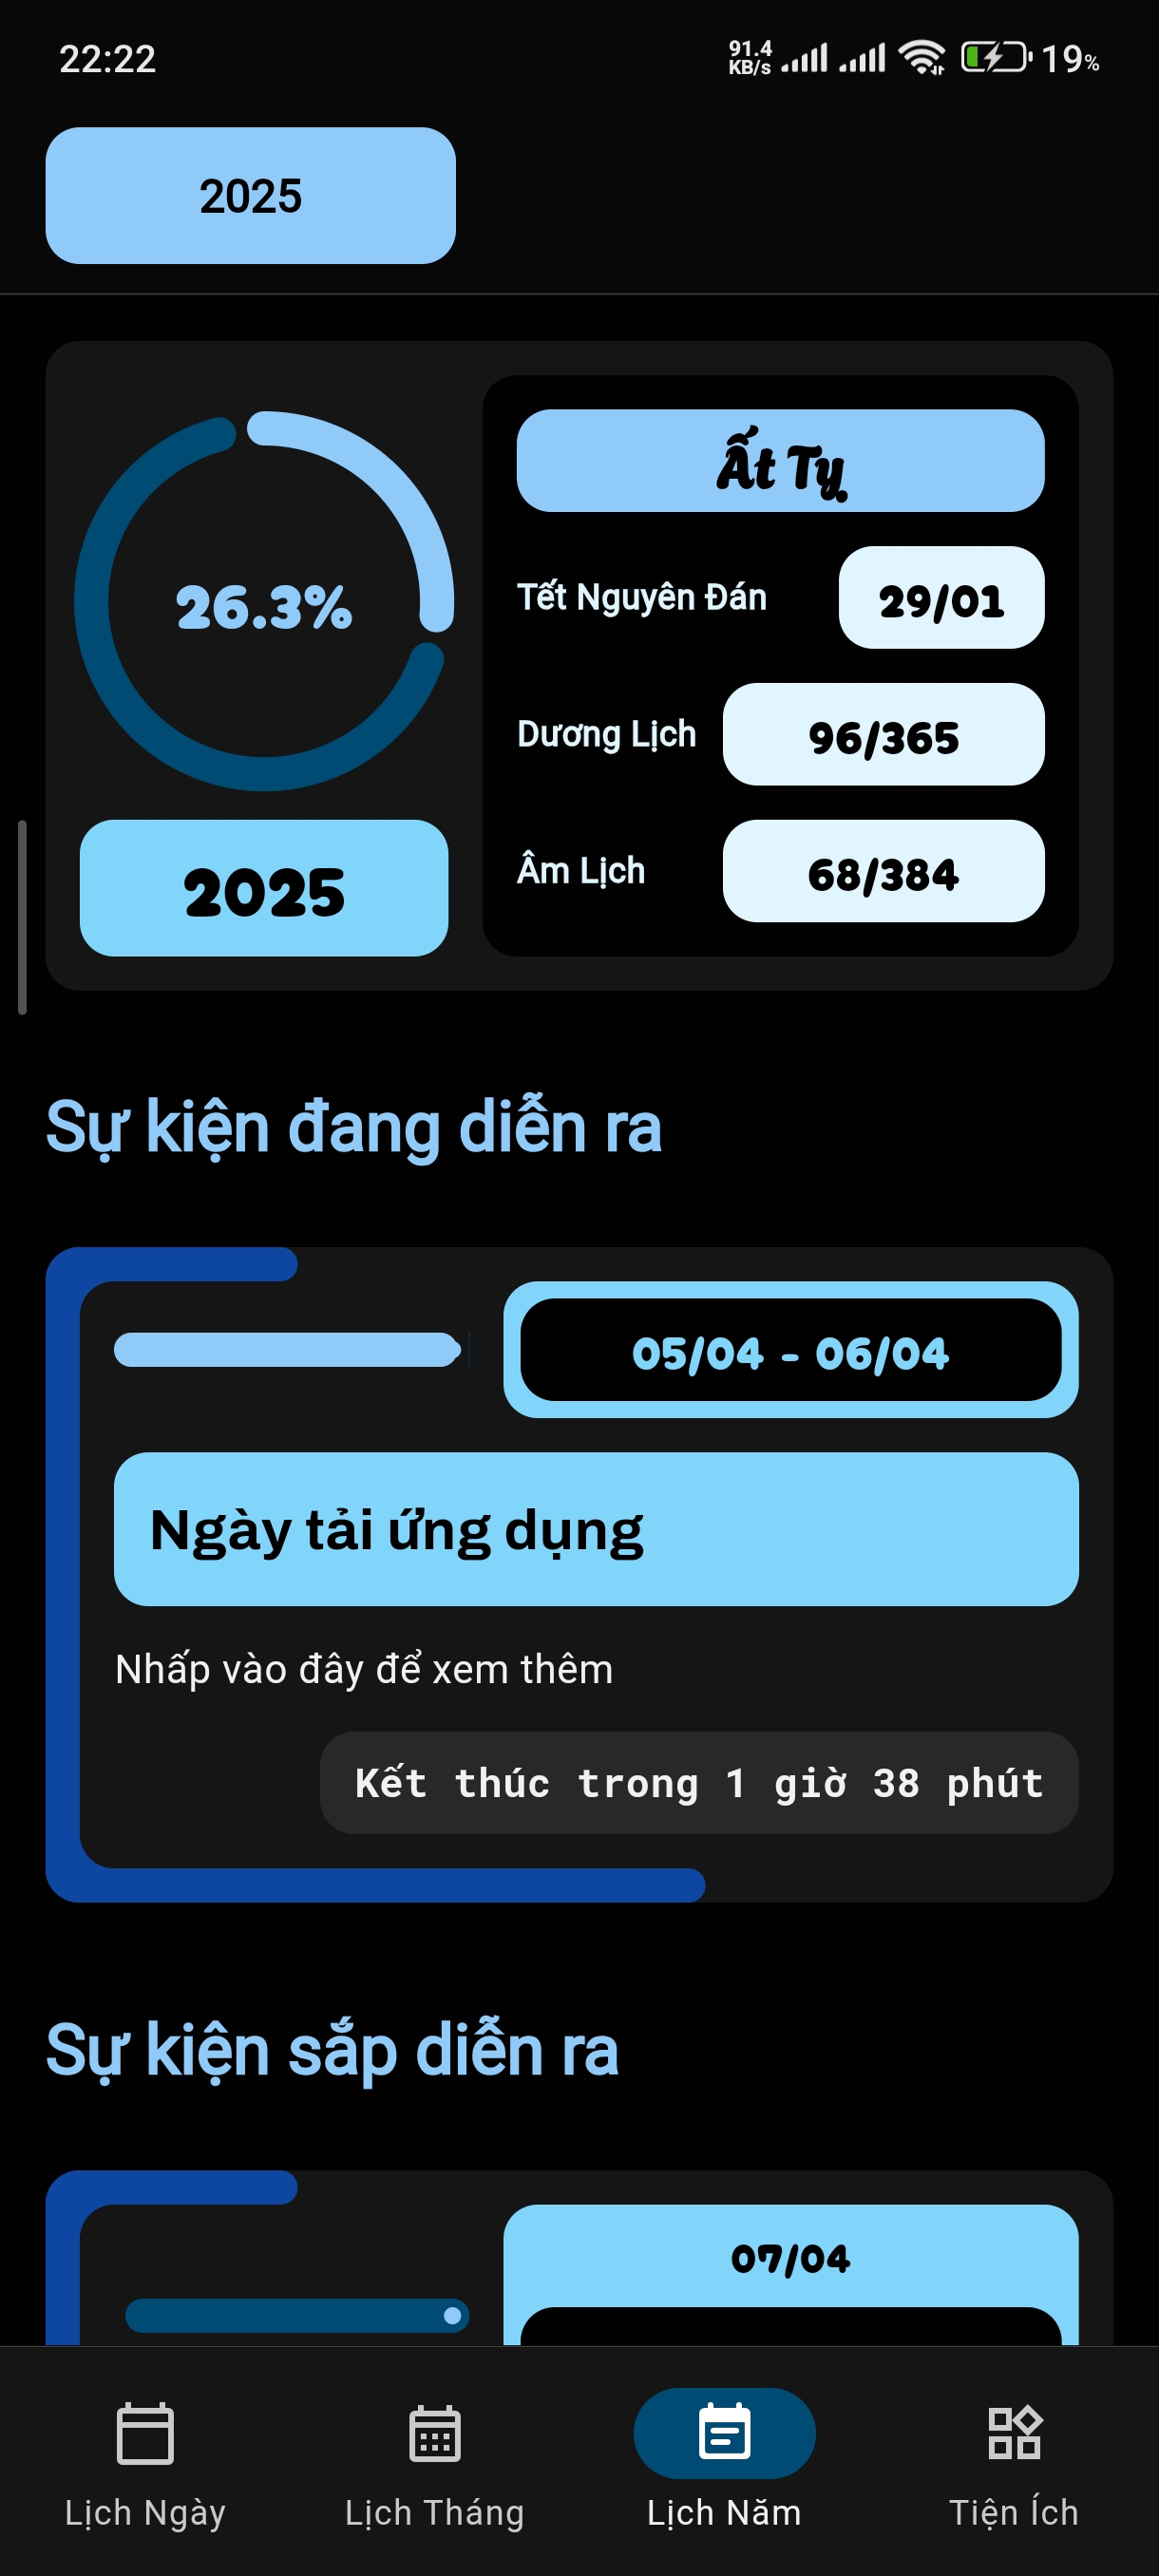 22:22
91.4
KB/s
19%
2025
26.3%
2025
Ất Tỵ
Tết Nguyên Đán
29/01
Dương Lịch
96/365
Âm Lịch
68/384
Sự kiện đang diễn ra
05/04 - 06/04
Ngày tải ứng dụng
Nhấp vào đây để xem thêm
Kết thúc trong 1 giờ 38 phút
Sự kiện sắp diễn ra
07/04
Lịch Ngày
Lịch Tháng
Lịch Năm
Tiện Ích